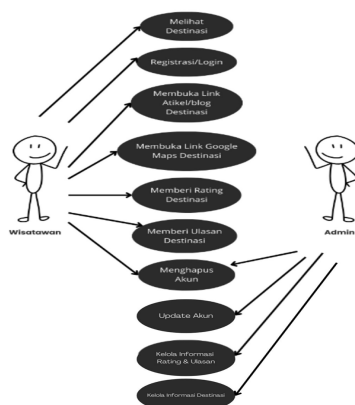 Melihat
Destinasi
Registrasi/Login
Membuka Link
Atikel/blog
Destinasi
Membuka Link Google
Maps Destinasi
Memberi Rating
Destinasi
Wisatawan
Admin
Memberi Ulasan
Destinasi
Menghapus
Akun
Update Akun
Kelola Informasi
Rating & Ulasan
Kelola Informasi Destinasi